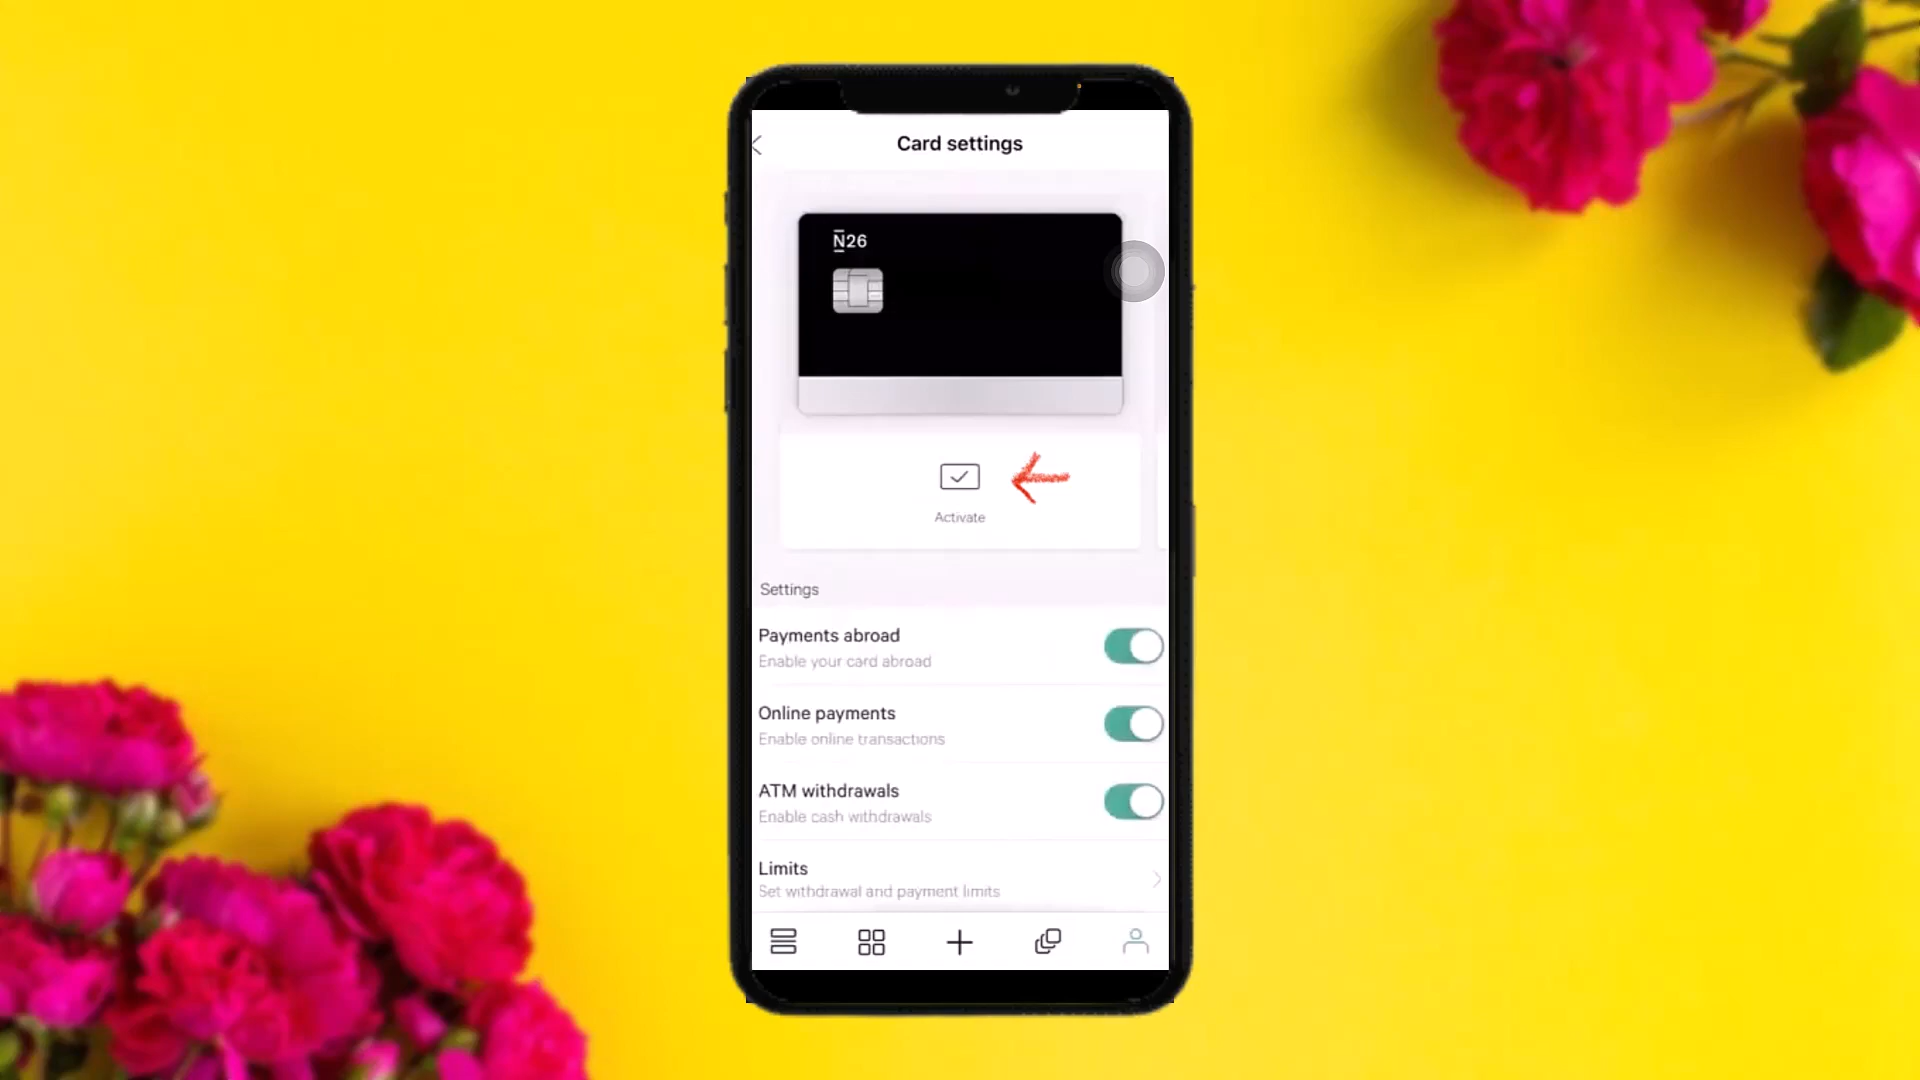 Card settings
N26
Activate
Settings
Payments abroad
Enable your card abroad
Online payments
Enable online transactions
ATM withdrawals
Enable cash withdrawals
Limits
Set withdrawal and payment limits